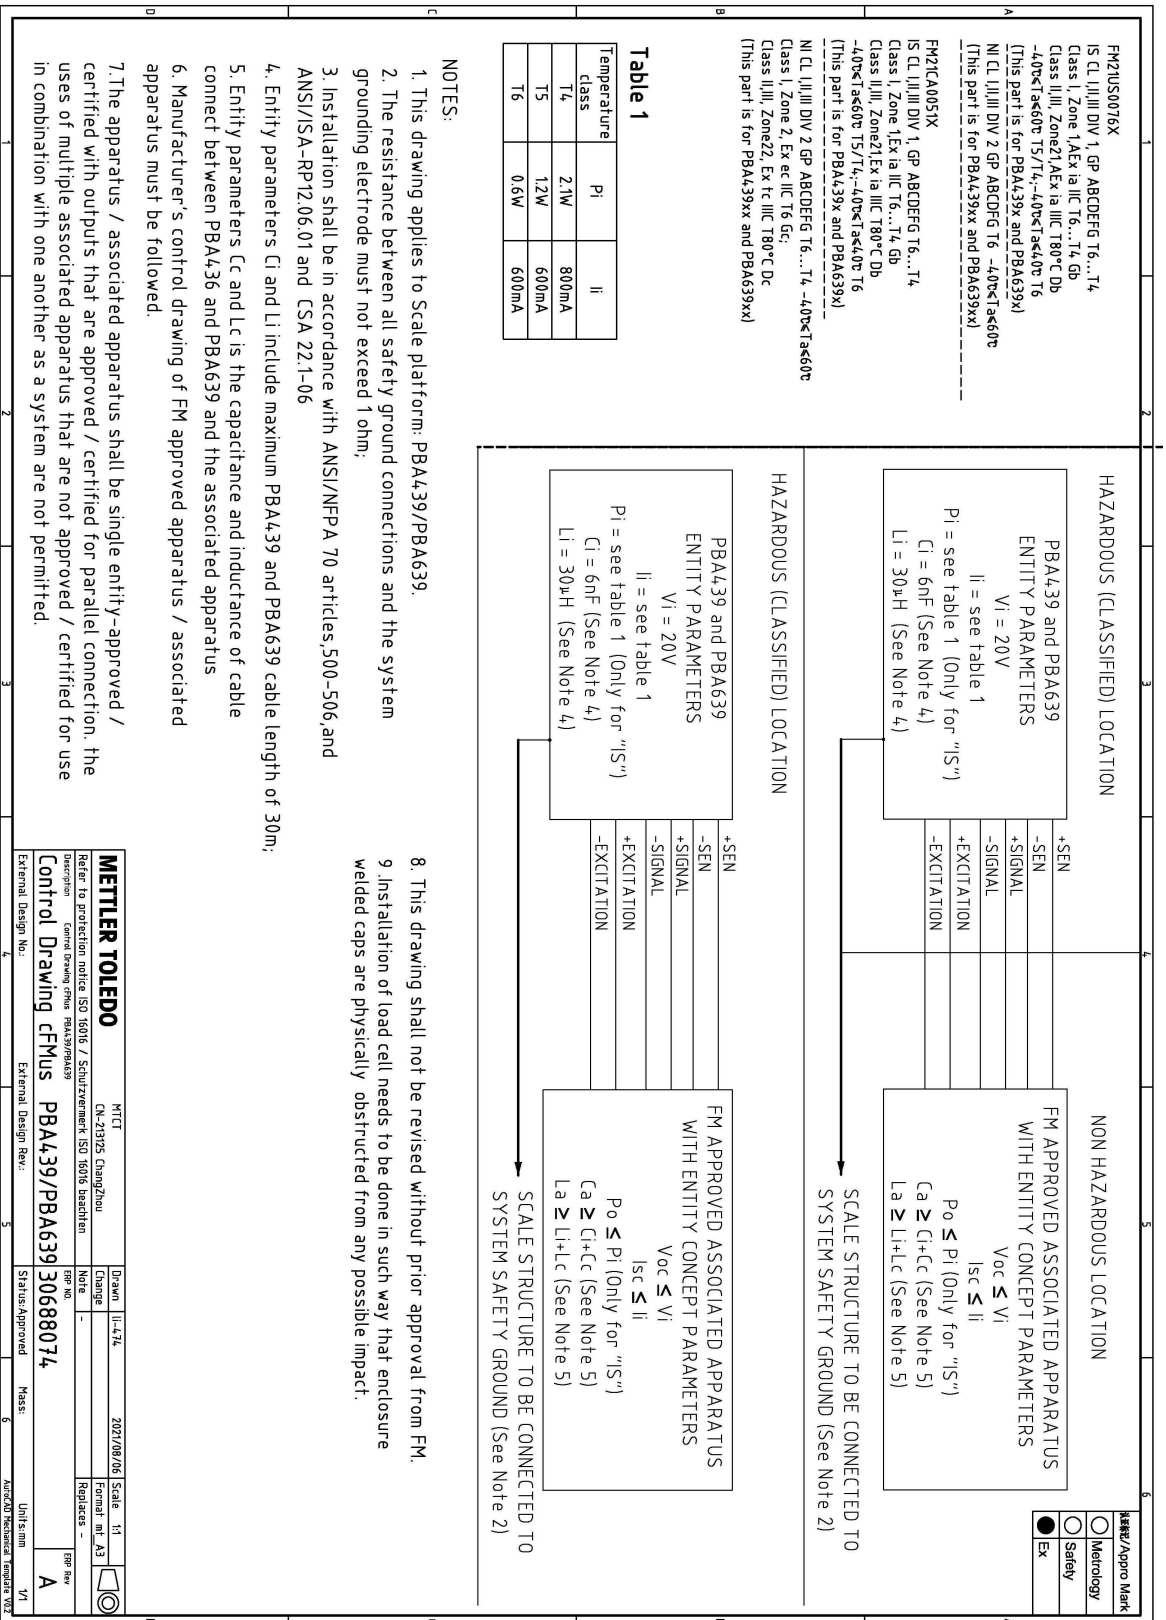 FM21US0076X
IS CL I,II,III DIV 1, GP ABCDEFG T6...T4
Class I, Zone 1,AEx ia IIC T6...T4 Gb
Class II,III, Zone21,AEx ia IIIC T80°C Db
-40℃≤Ta≤60℃ T5/T4;-40℃≤Ta≤40℃ T6
(This part is for PBA439x and PBA639x)
NI CL I,II,III DIV 2 GP ABCDFG T6 -40℃≤Ta≤60℃
(This part is for PBA439xx and PBA639xx)
FM21CA0051X
IS CL I,II,III DIV 1, GP ABCDEFG T6...T4
Class I, Zone 1,Ex ia IIC T6...T4 Gb
Class II,III, Zone21,Ex ia IIIC T80°C Db
-40℃≤Ta≤60℃ T5/T4;-40℃≤Ta≤40℃ T6
(This part is for PBA439x and PBA639x)
NI CL I,II,III DIV 2 GP ABCDEFG T6...T4 -40℃≤Ta≤60℃
Class I, Zone 2, Ex ec IIC T6 Gc;
Class II,III, Zone22, Ex tc IIIC T80°C Dc
(This part is for PBA439xx and PBA639xx)
Table 1
Temperature class Pi Ii
T4 2.1W 800mA
T5 1.2W 600mA
T6 0.6W 600mA
HAZARDOUS (CLASSIFIED) LOCATION
PBA439 and PBA639
ENTITY PARAMETERS
Vi = 20V
Ii = see table 1
Pi = see table 1 (Only for "IS")
Ci = 6nF (See Note 4)
Li = 30μH (See Note 4)
+SEN
-SEN
+SIGNAL
-SIGNAL
+EXCITATION
-EXCITATION
NON HAZARDOUS LOCATION
FM APPROVED ASSOCIATED APPARATUS
WITH ENTITY CONCEPT PARAMETERS
Voc ≤ Vi
Isc ≤ Ii
Po ≤ Pi (Only for "IS")
Ca ≥ Ci+Cc (See Note 5)
La ≥ Li+Lc (See Note 5)
SCALE STRUCTURE TO BE CONNECTED TO
SYSTEM SAFETY GROUND (See Note 2)
HAZARDOUS (CLASSIFIED) LOCATION
PBA439 and PBA639
ENTITY PARAMETERS
Vi = 20V
Ii = see table 1
Pi = see table 1 (Only for "IS")
Ci = 6nF (See Note 4)
Li = 30μH (See Note 4)
+SEN
-SEN
+SIGNAL
-SIGNAL
+EXCITATION
-EXCITATION
FM APPROVED ASSOCIATED APPARATUS
WITH ENTITY CONCEPT PARAMETERS
Voc ≤ Vi
Isc ≤ Ii
Po ≤ Pi (Only for "IS")
Ca ≥ Ci+Cc (See Note 5)
La ≥ Li+Lc (See Note 5)
SCALE STRUCTURE TO BE CONNECTED TO
SYSTEM SAFETY GROUND (See Note 2)
/Appro Mark
Metrology
Safety
Ex
NOTES:
1. This drawing applies to Scale platform: PBA439/PBA639.
2. The resistance between all safety ground connections and the system
grounding electrode must not exceed 1 ohm;
3. Installation shall be in accordance with ANSI/NFPA 70 articles,500-506,and
ANSI/ISA-RP12.06.01 and CSA 22.1-06
4. Entity parameters Ci and Li include maximum PBA439 and PBA639 cable length of 30m;
5. Entity parameters Cc and Lc is the capacitance and inductance of cable
connect between PBA436 and PBA639 and the associated apparatus
6. Manufacturer's control drawing of FM approved apparatus / associated
apparatus must be followed.
7.The apparatus / associated apparatus shall be single entity-approved /
certified with outputs that are approved / certified for parallel connection. the
uses of multiple associated apparatus that are not approved / certified for use
in combination with one another as a system are not permitted.
8. This drawing shall not be revised without prior approval from FM.
9 .Installation of load cell needs to be done in such way that enclosure
welded caps are physically obstructed from any possible impact.
METTLER TOLEDO
MTCT
CN-213125 ChangZhou
Drawn li-474 2021/08/06 Scale 1:1
Change Format mt_A3
Refer to protection notice ISO 16016 / Schutzvermerk ISO 16016 beachten
Note - Replaces -
Description Control Drawing cFMus PBA439/PBA639
Control Drawing cFMus PBA439/PBA639
ERP NO. 30688074
ERP Rev A
External Design No.: External Design Rev.: Status:Approved Mass: Units:mm 1/1
AutoCAD Mechanical Template V0.2
1 2 3 4 5 6
1 2 3 4 5 6
A B C D
A B C D